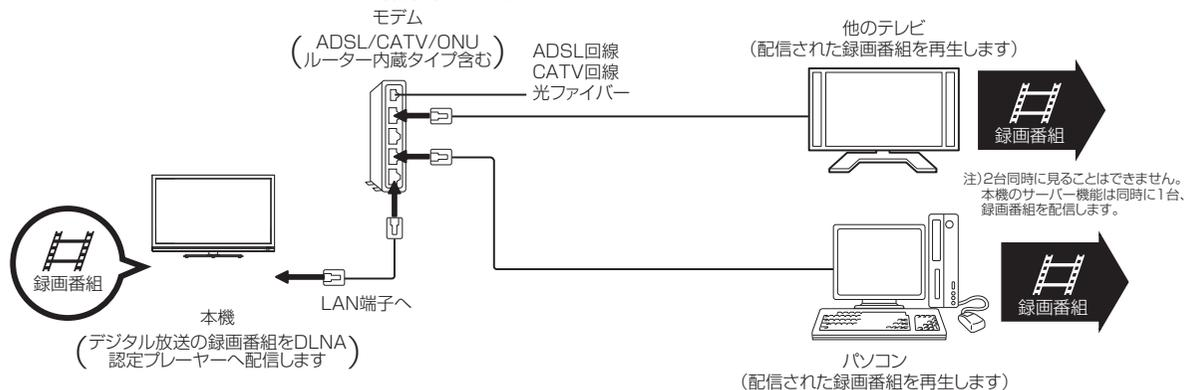 モデム
(ADSL/CATV/ONU
ルーター内蔵タイプ含む)
ADSL回線
CATV回線
光ファイバー
他のテレビ
(配信された録画番組を再生します)
録画番組
注)2台同時に見ることはできません。
本機のサーバー機能は同時に1台、
録画番組を配信します。
録画番組
LAN端子へ
本機
(デジタル放送の録画番組をDLNA
認定プレーヤーへ配信します)
録画番組
パソコン
(配信された録画番組を再生します)